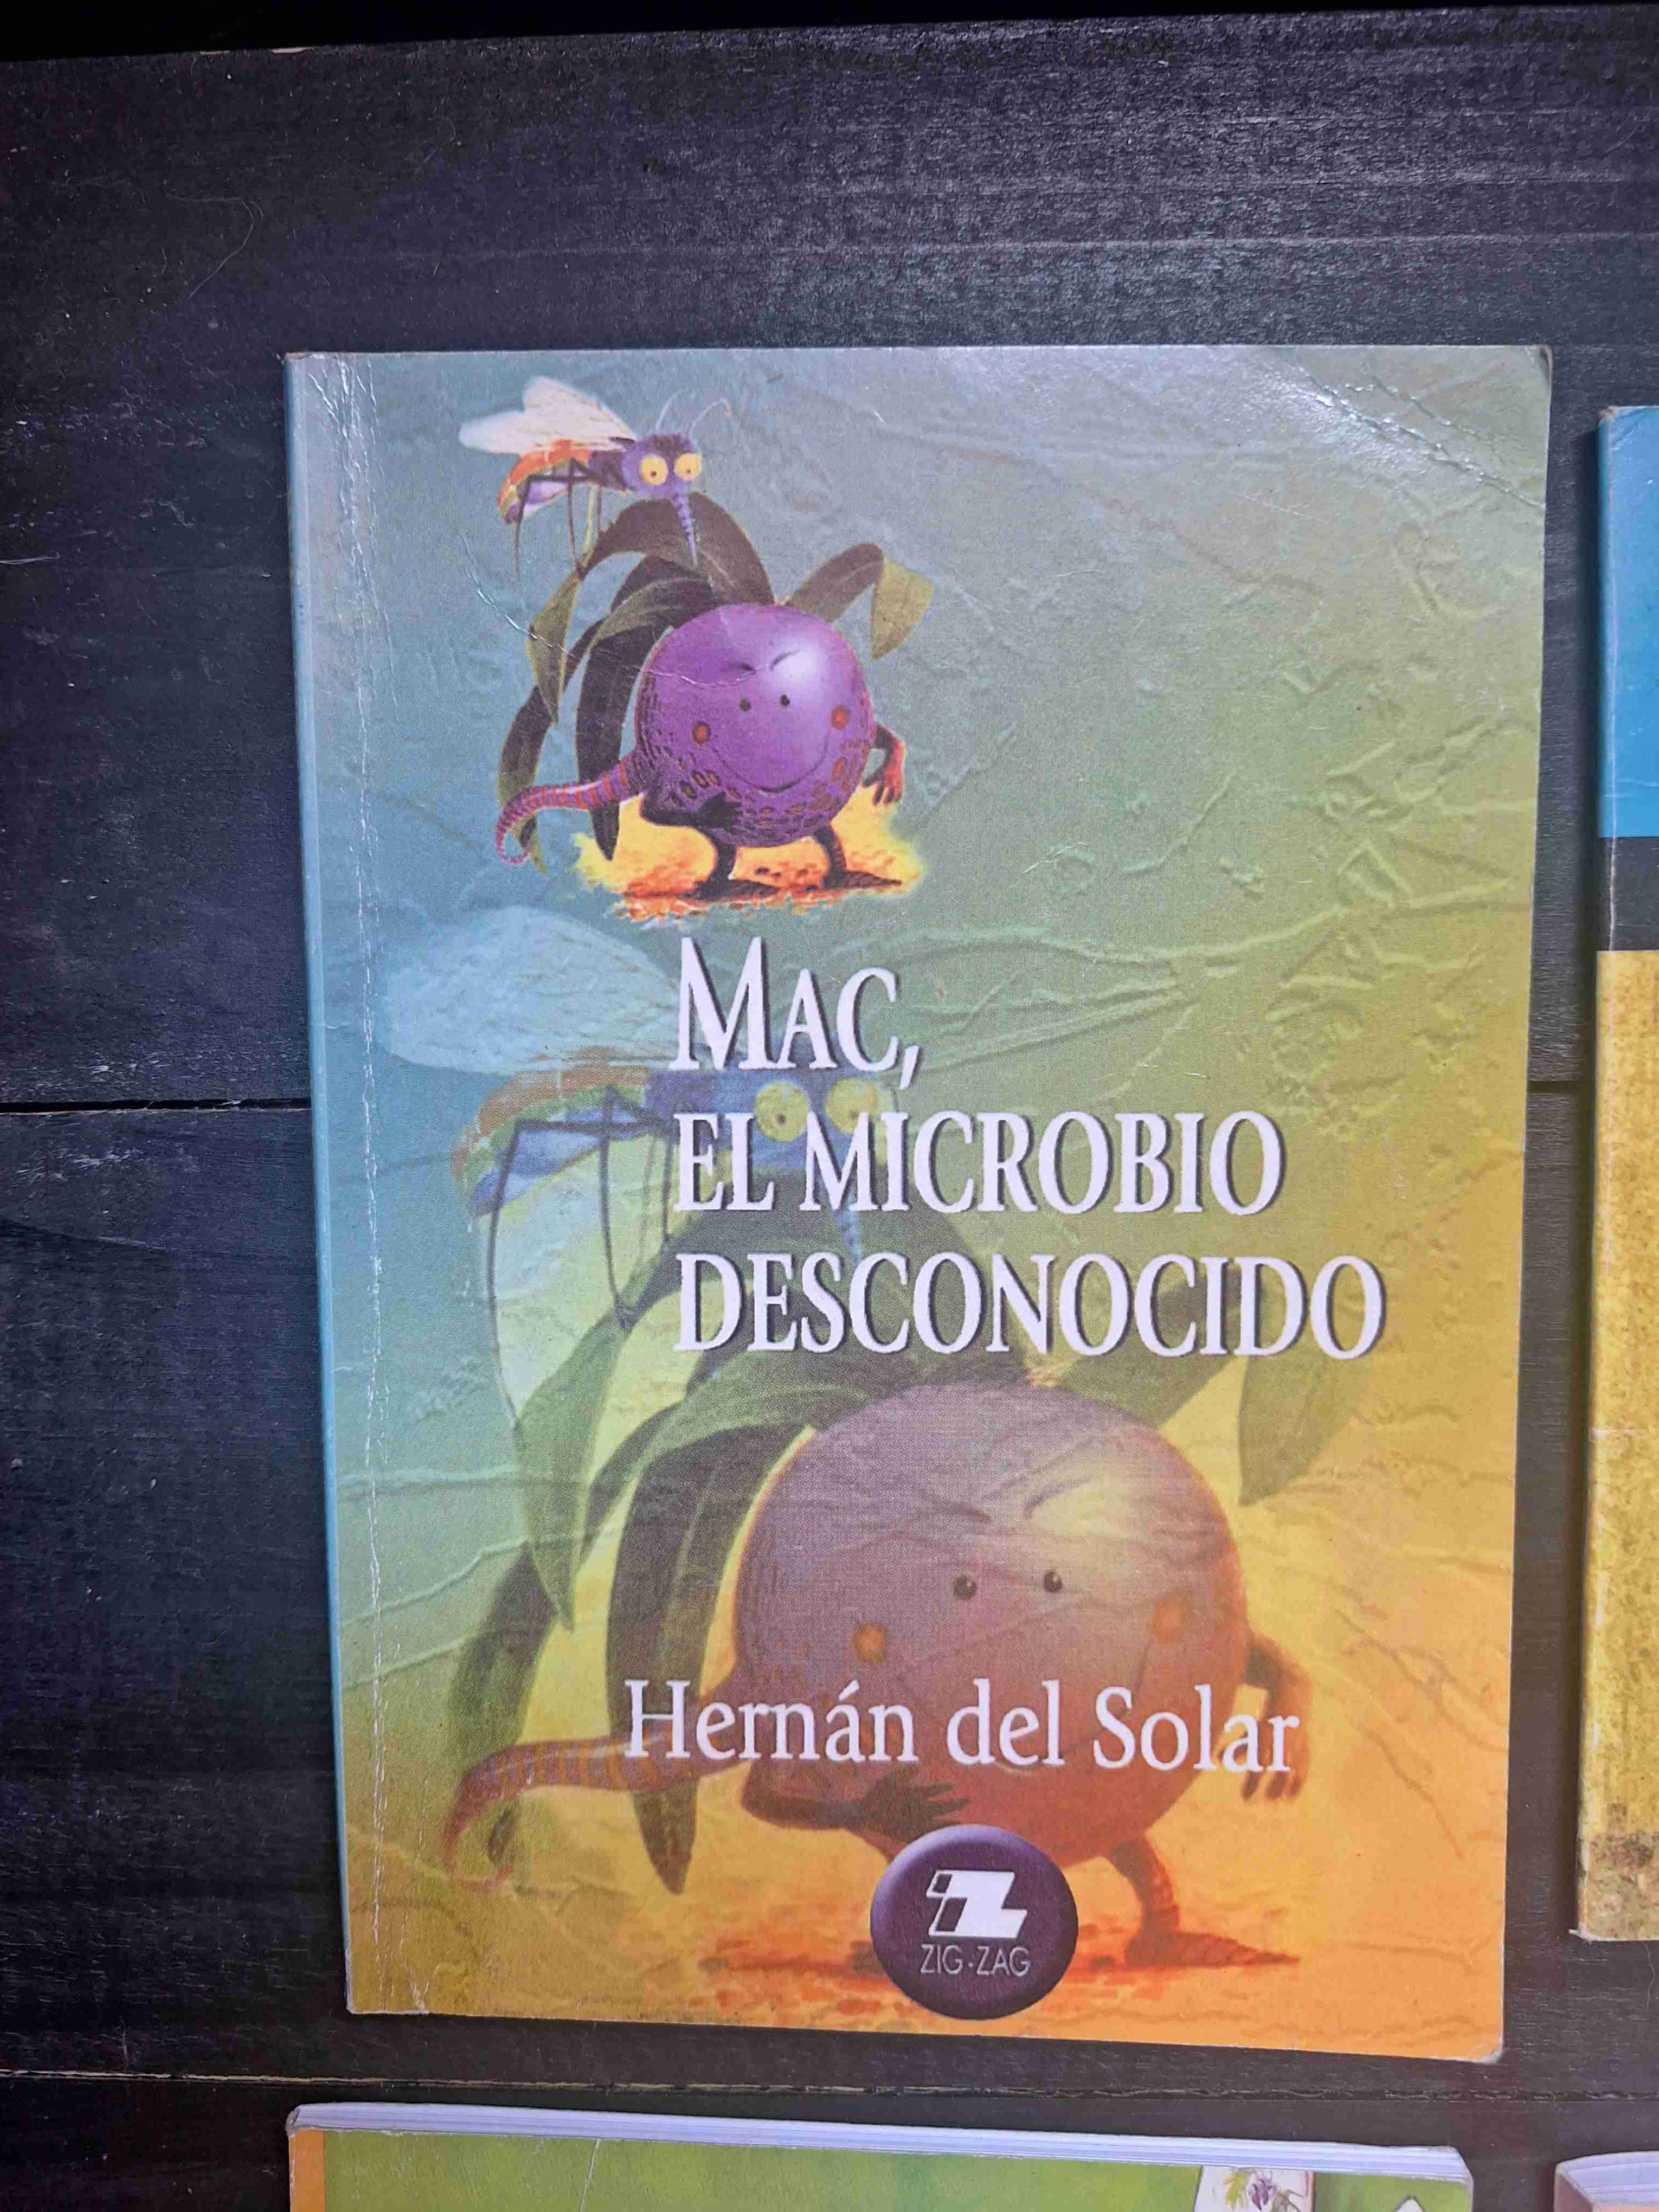 MAC,
EL MICROBIO
DESCONOCIDO
Hernán del Solar
ZIG-ZAG